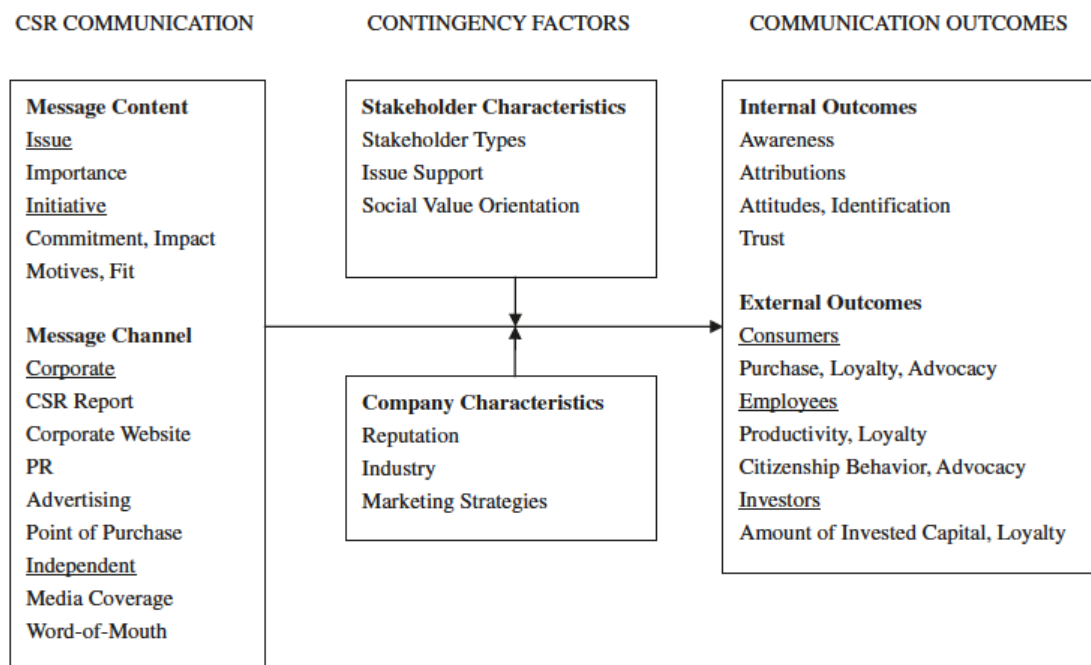 CSR COMMUNICATION
Message Content
Issue
Importance
Initiative
Commitment, Impact
Motives, Fit
Message Channel
Corporate
CSR Report
Corporate Website
PR
Advertising
Point of Purchase
Independent
Media Coverage
Word-of-Mouth
CONTINGENCY FACTORS
Stakeholder Characteristics
Stakeholder Types
Issue Support
Social Value Orientation
Company Characteristics
Reputation
Industry
Marketing Strategies
COMMUNICATION OUTCOMES
Internal Outcomes
Awareness
Attributions
Attitudes, Identification
Trust
External Outcomes
Consumers
Purchase, Loyalty, Advocacy
Employees
Productivity, Loyalty
Citizenship Behavior, Advocacy
Investors
Amount of Invested Capital, Loyalty